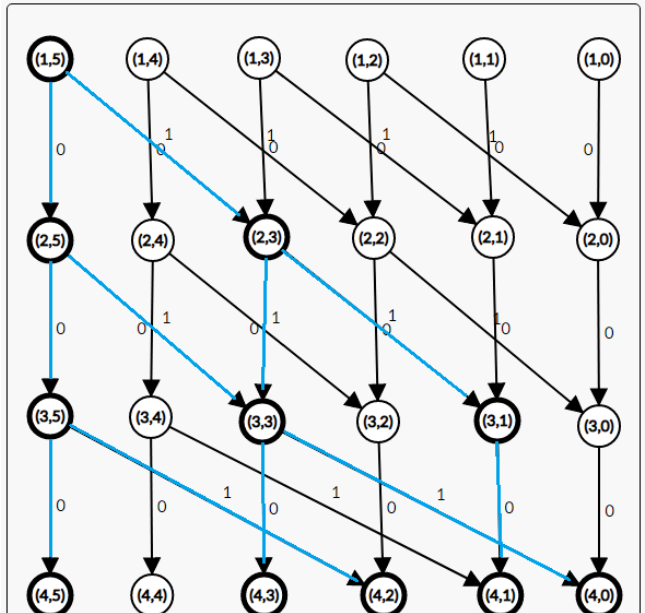 (1,5) (1,4) (1,3) (1,2) (1,1) (1,0)
0 0 1 1 0 1 0 1 0 0
(2,5) (2,4) (2,3) (2,2) (2,1) (2,0)
0 0 1 0 1 0 1 1 0 0
(3,5) (3,4) (3,3) (3,2) (3,1) (3,0)
0 0 1 0 1 0 1 0 0
(4,5) (4,4) (4,3) (4,2) (4,1) (4,0)